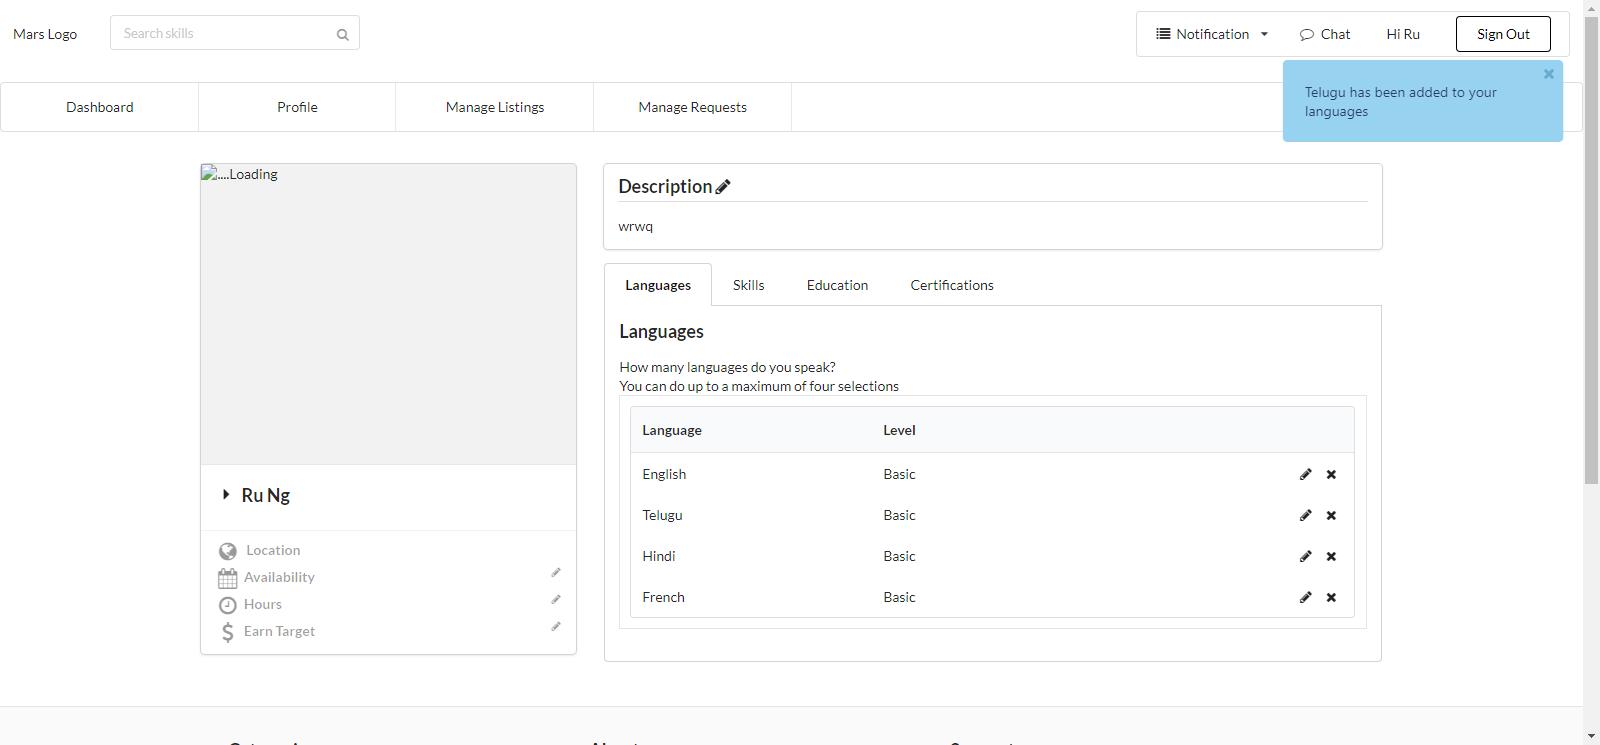 Mars Logo
Search skills
Notification
Chat
Hi Ru
Sign Out
Telugu has been added to your
languages
Dashboard
Profile
Manage Listings
Manage Requests
....Loading
Ru Ng
Location
Availability
Hours
Earn Target
Description
wrwq
Languages
Skills
Education
Certifications
Languages
How many languages do you speak?
You can do up to a maximum of four selections
Language Level
English Basic
Telugu Basic
Hindi Basic
French Basic